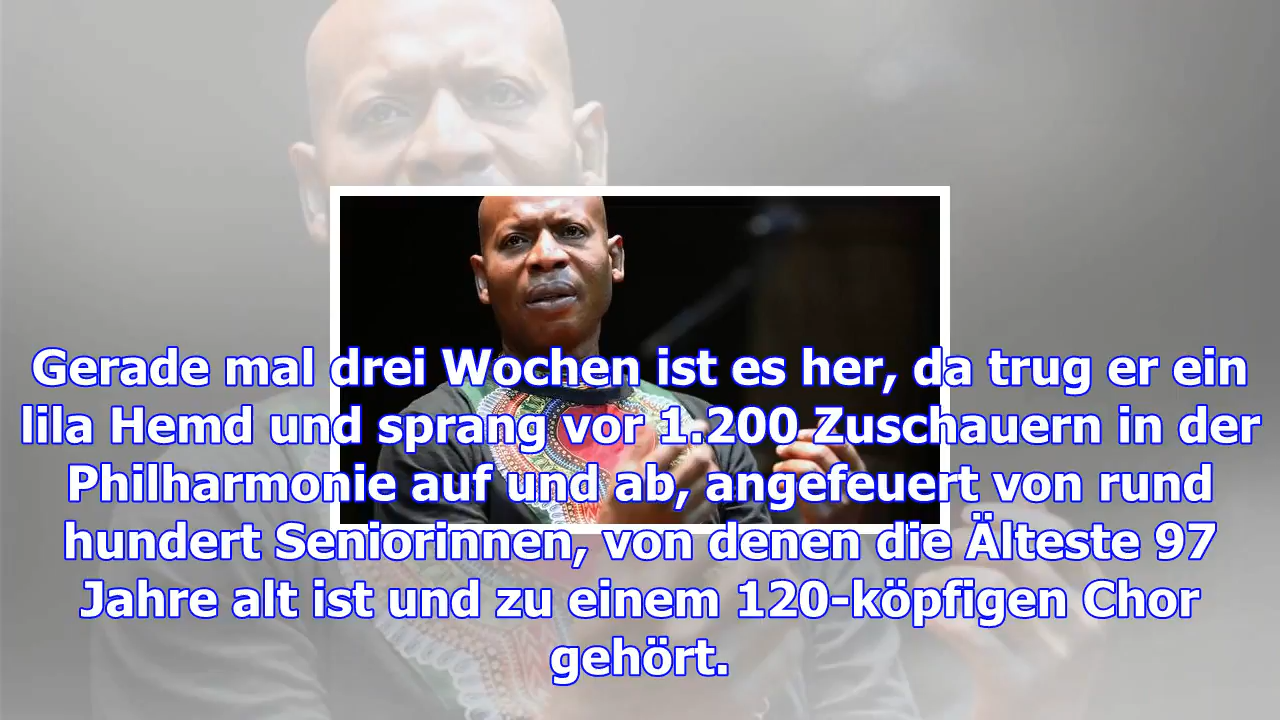 Gerade mal drei Wochen ist es her, da trug er ein
lila Hemd und sprang vor 1.200 Zuschauern in der
Philharmonie auf und ab, angefeuert von rund
hundert Seniorinnen, von denen die Älteste 97
Jahre alt ist und zu einem 120-köpfigen Chor
gehört.